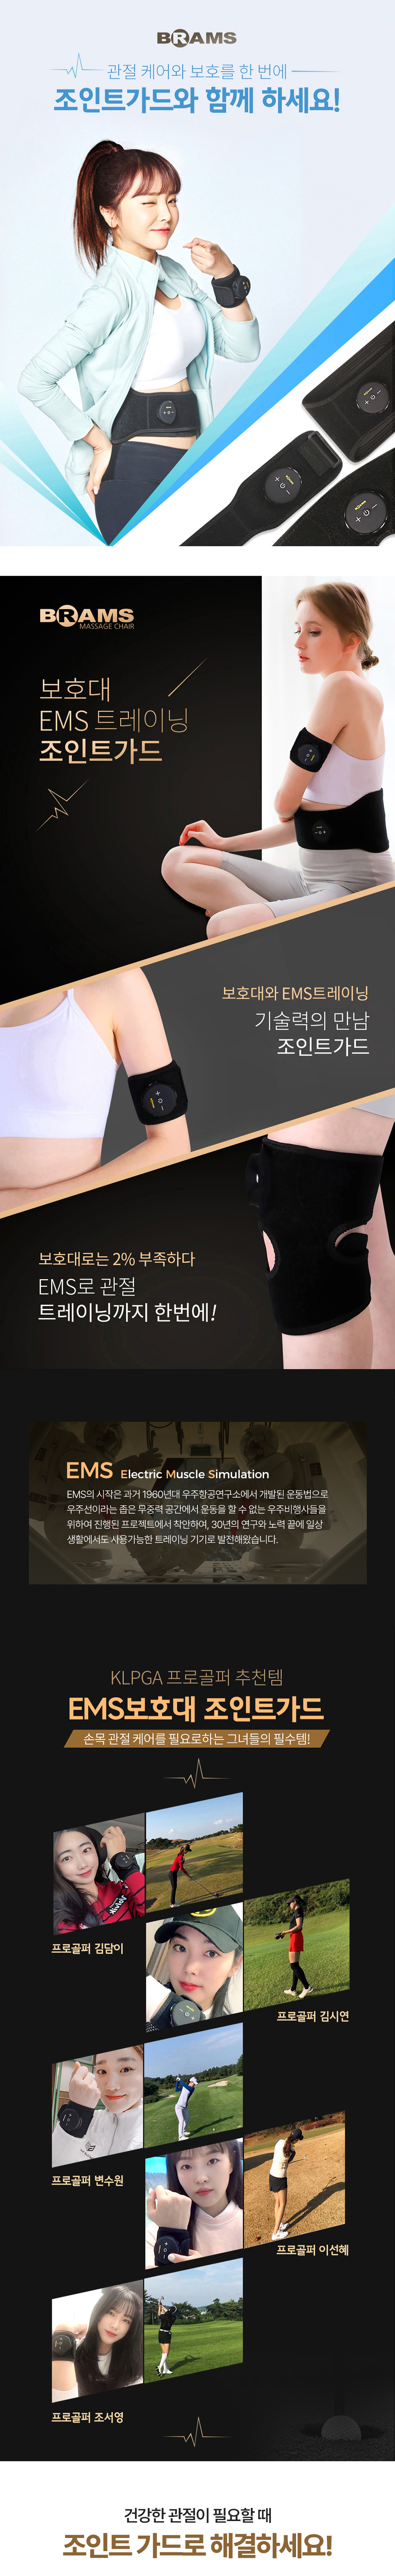 BRAMS
관절 케어와 보호를 한 번에
조인트가드와 함께 하세요!
BRAMS
MASSAGE CHAIR
보호대
EMS 트레이닝
조인트가드
보호대와 EMS트레이닝
기술력의 만남
조인트가드
보호대로는 2% 부족하다
EMS로 관절
트레이닝까지 한번에!
EMS Electric Muscle Simulation
EMS의 시작은 과거 1960년대 우주항공연구소에서 개발된 운동법으로
우주선이라는 좁은 무중력 공간에서 운동을 할 수 없는 우주비행사들을
위하여 진행된 프로젝트에서 착안하여, 30년의 연구와 노력 끝에 일상
생활에서도 사용가능한 트레이닝 기기로 발전해왔습니다.
KLPGA 프로골퍼 추천템
EMS보호대 조인트가드
손목 관절 케어를 필요로하는 그녀들의 필수템!
프로골퍼 김담이
프로골퍼 김시연
프로골퍼 변수원
프로골퍼 이선혜
프로골퍼 조서영
건강한 관절이 필요할 때
조인트 가드로 해결하세요!